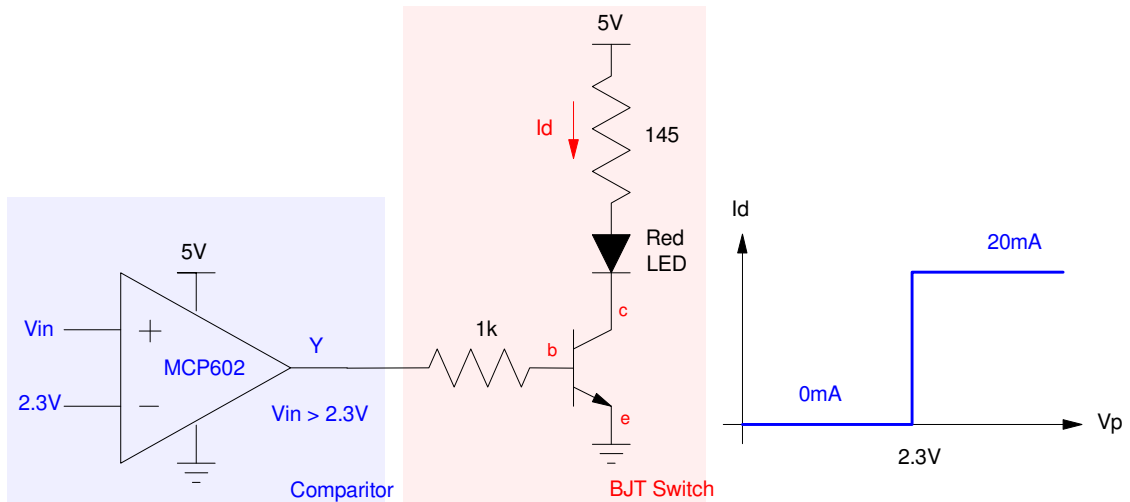 5V
Id
145
Red
LED
c
b
e
1k
BJT Switch
5V
Vin
+
MCP602
2.3V
−
Y
Vin > 2.3V
Comparitor
Id
20mA
0mA
Vp
2.3V